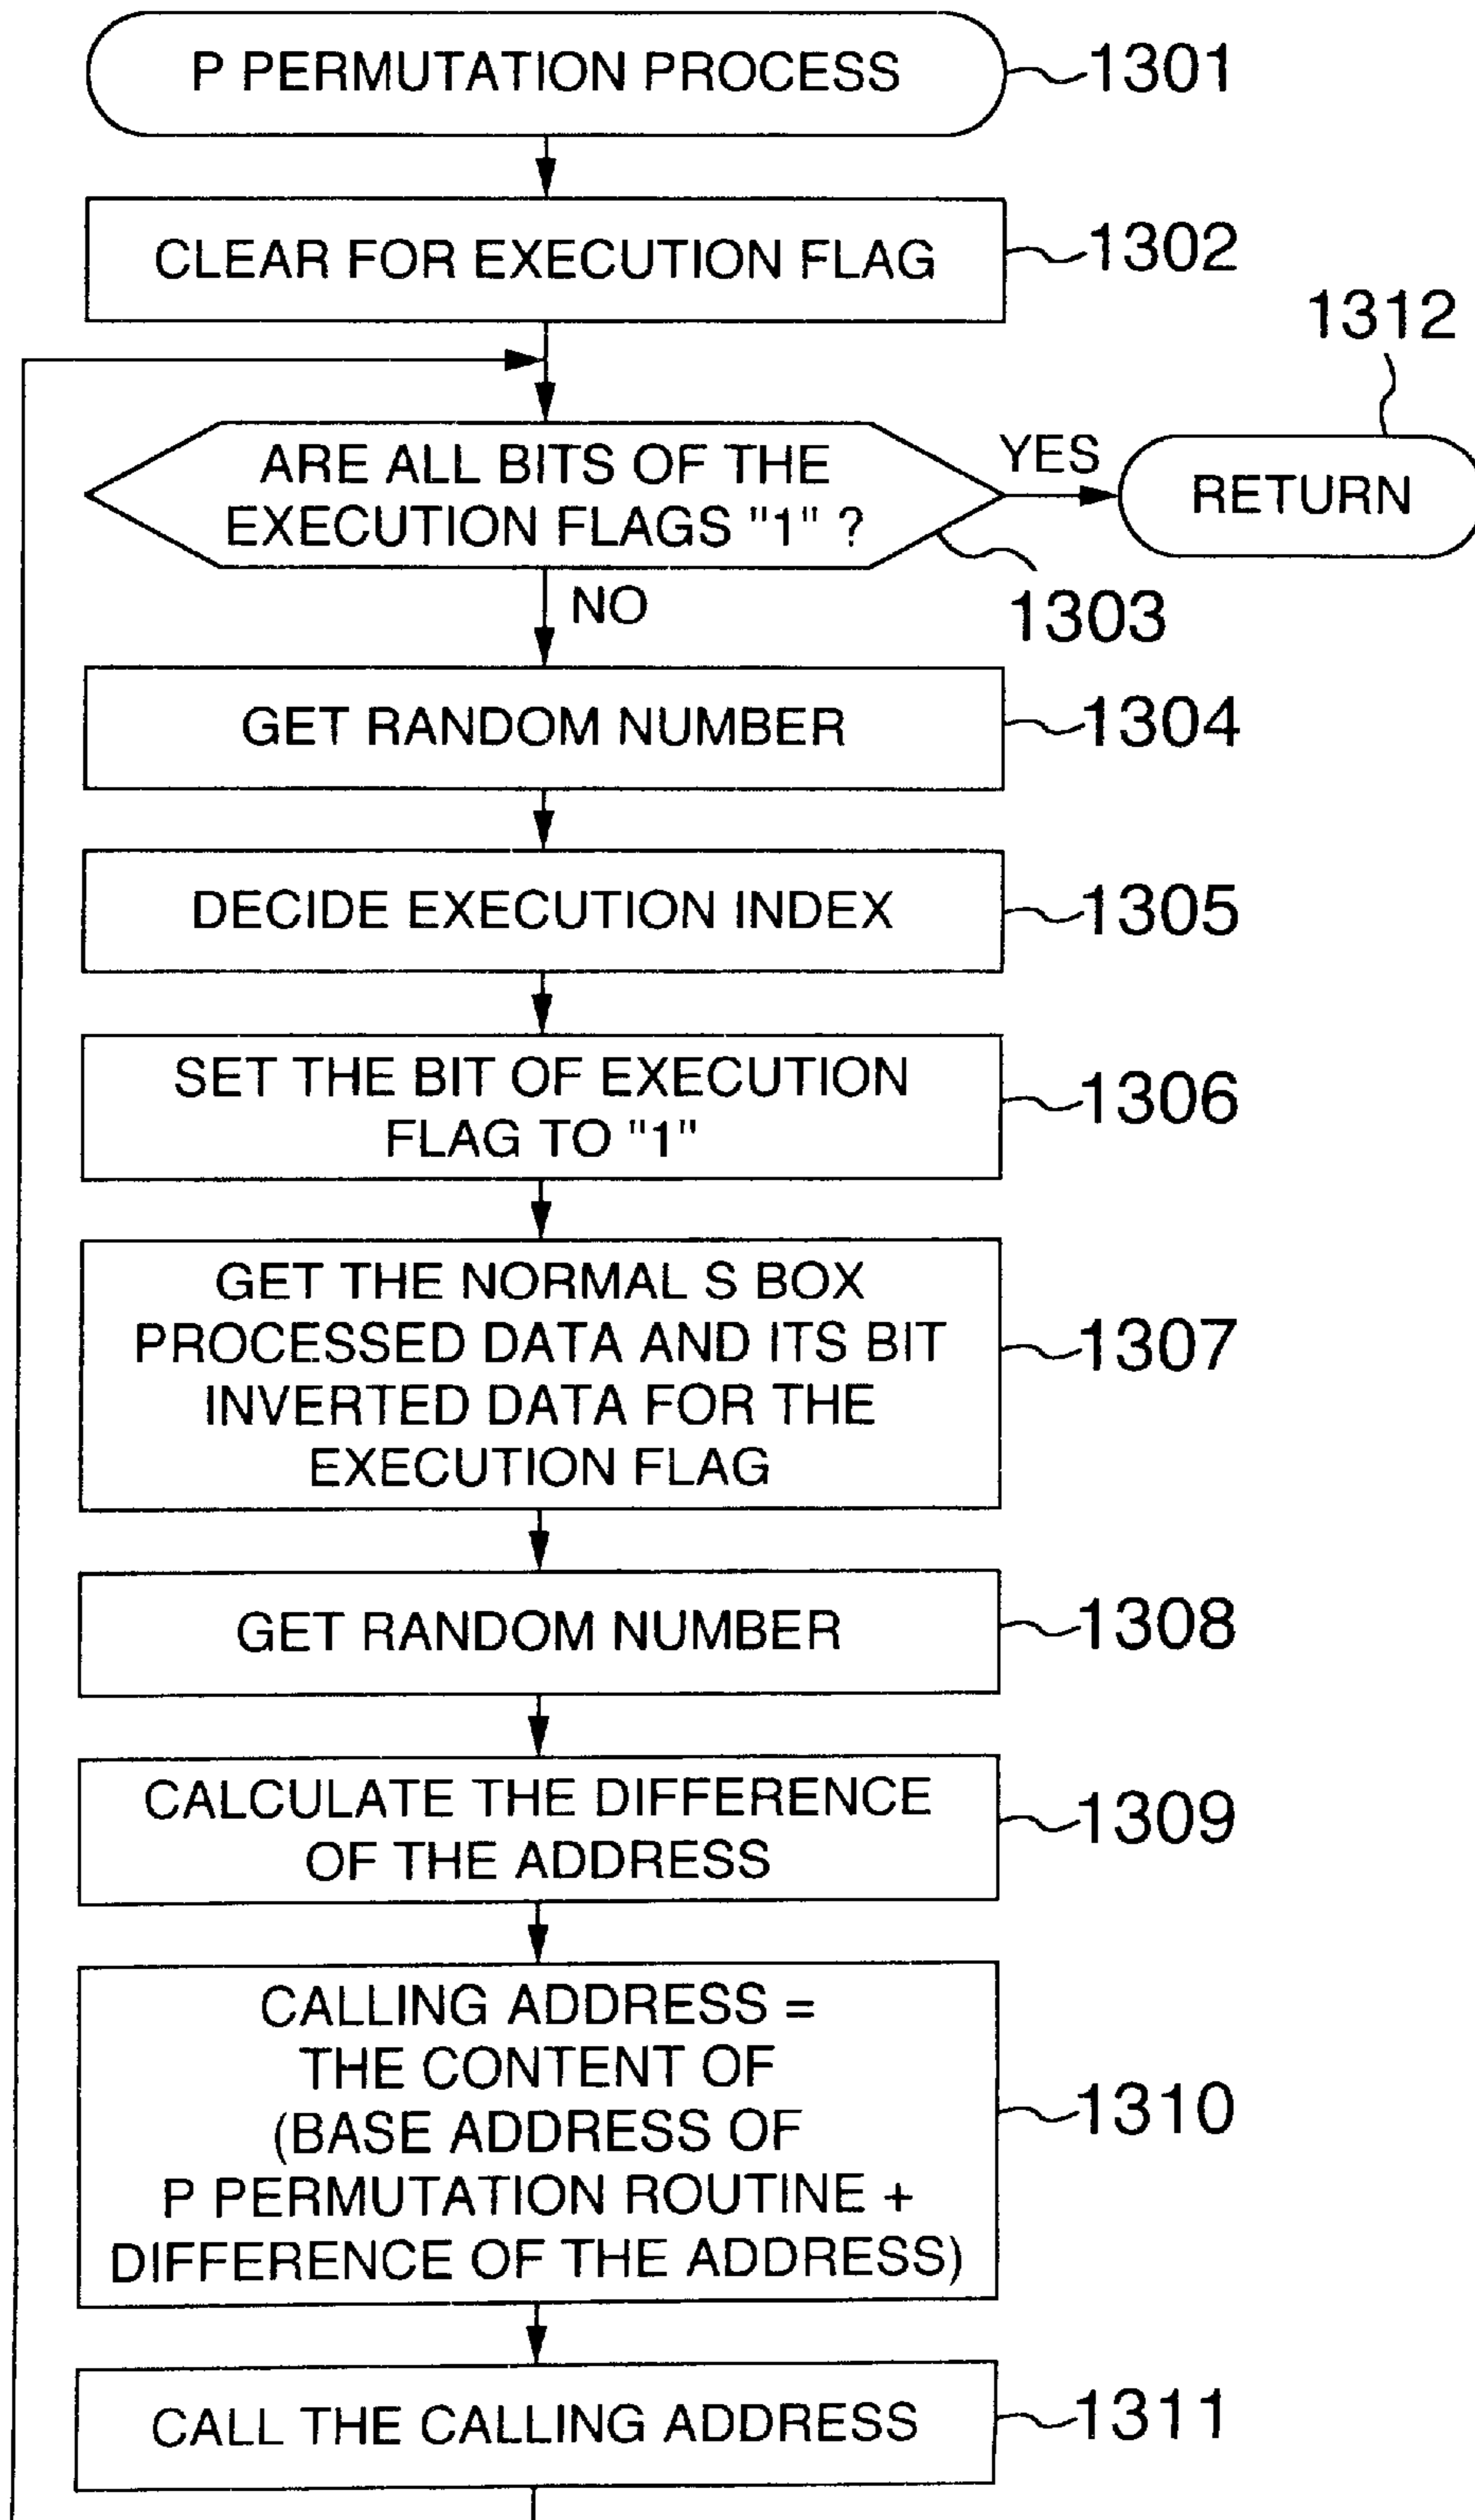 P PERMUTATION PROCESS
1301
CLEAR FOR EXECUTION FLAG
1302
1312
ARE ALL BITS OF THE
EXECUTION FLAGS "1" ?
YES
RETURN
1303
NO
GET RANDOM NUMBER
1304
DECIDE EXECUTION INDEX
1305
SET THE BIT OF EXECUTION
FLAG TO "1"
1306
GET THE NORMAL S BOX
PROCESSED DATA AND ITS BIT
INVERTED DATA FOR THE
EXECUTION FLAG
1307
GET RANDOM NUMBER
1308
CALCULATE THE DIFFERENCE
OF THE ADDRESS
1309
CALLING ADDRESS =
THE CONTENT OF
(BASE ADDRESS OF
P PERMUTATION ROUTINE +
DIFFERENCE OF THE ADDRESS)
1310
CALL THE CALLING ADDRESS
1311